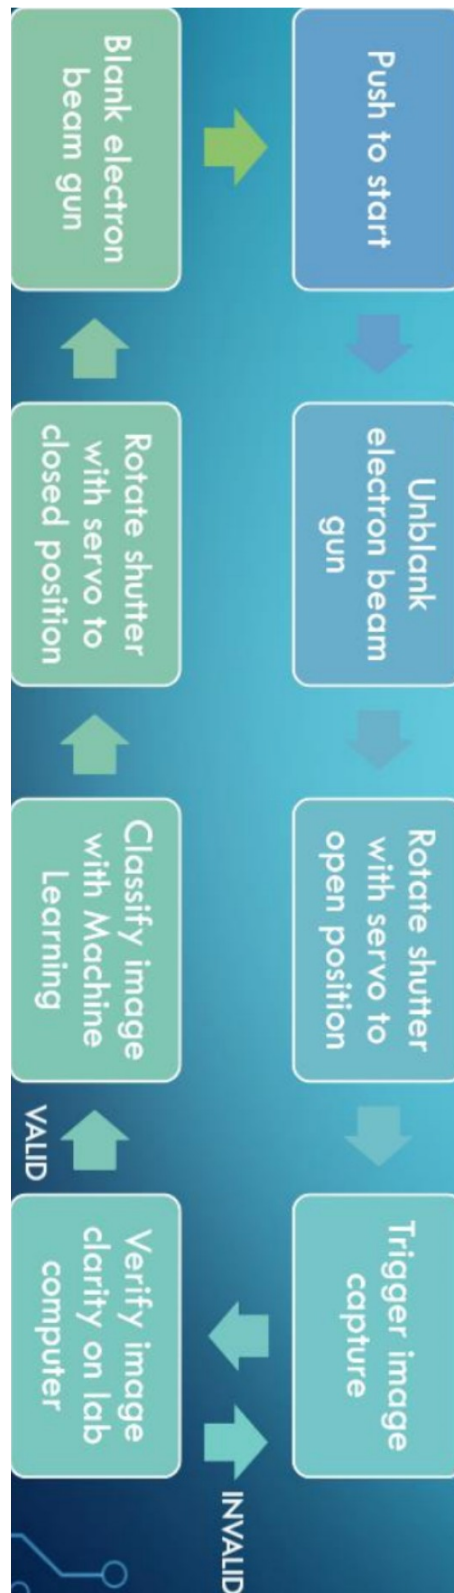 Push to start
Unblank
electron beam
gun
Rotate shutter
with servo to
open position
Trigger image
capture
INVALID
Verify image
clarity on lab
computer
VALID
Classify image
with Machine
Learning
Rotate shutter
with servo to
closed position
Blank electron
beam gun